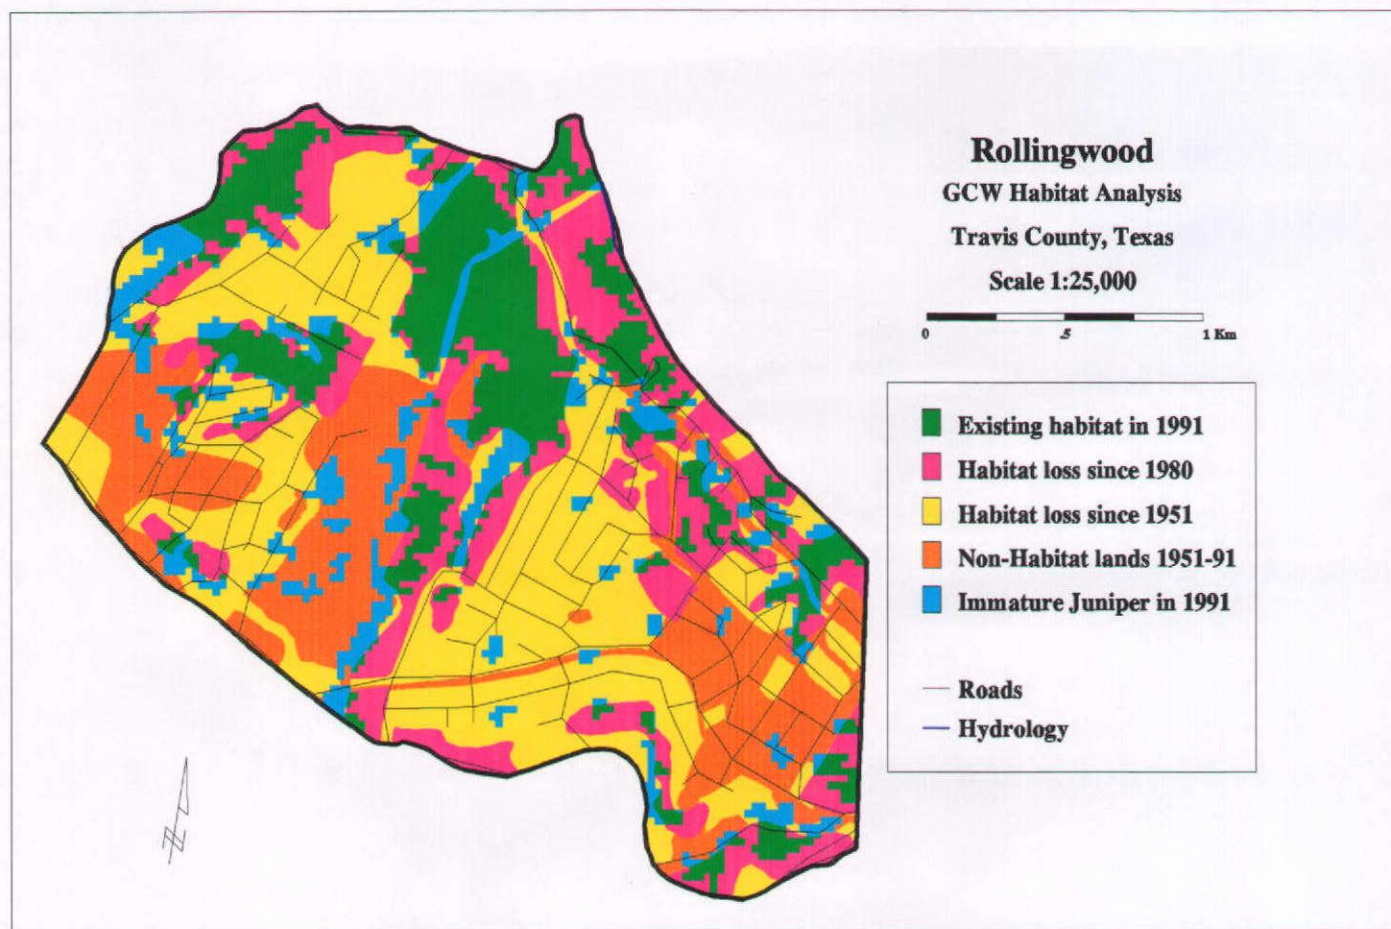 Rollingwood
GCW Habitat Analysis
Travis County, Texas
Scale 1:25,000
0 .5 1 Km
Existing habitat in 1991
Habitat loss since 1980
Habitat loss since 1951
Non-Habitat lands 1951-91
Immature Juniper in 1991
Roads
Hydrology